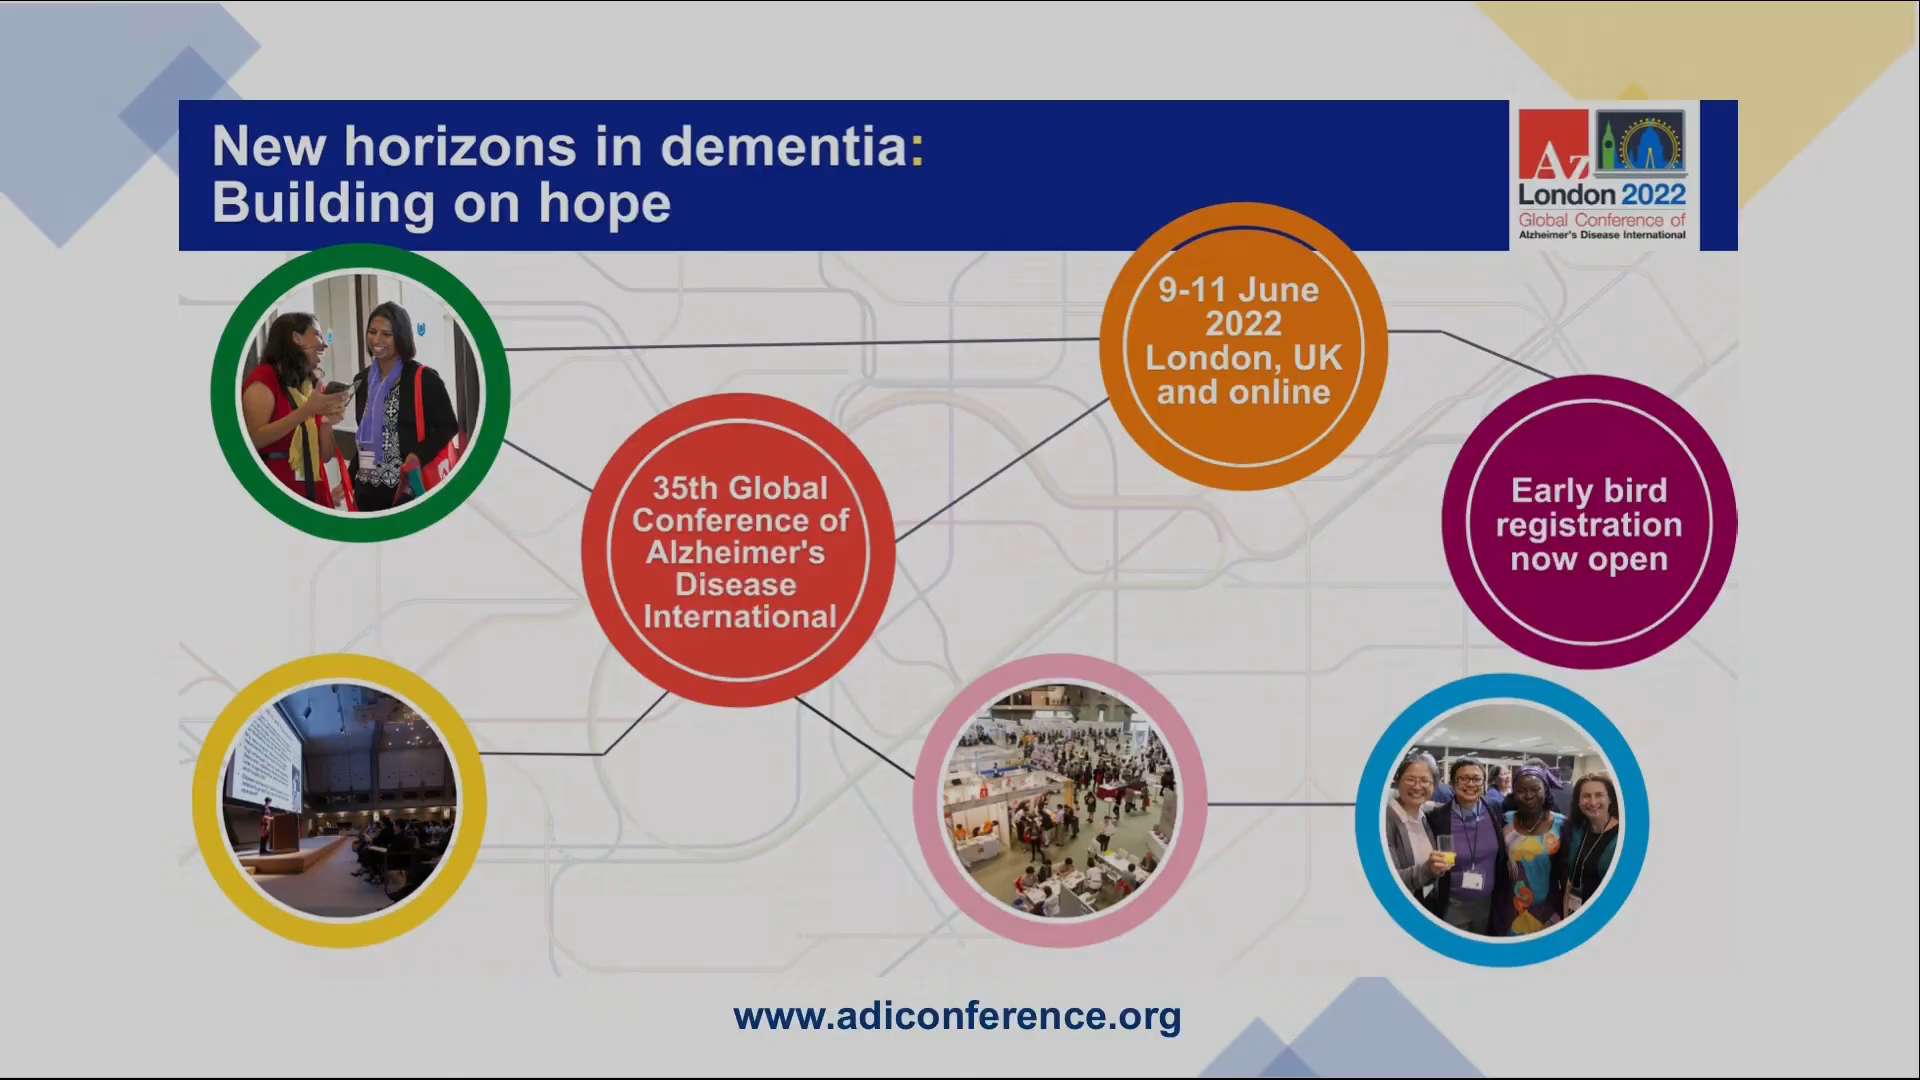 New horizons in dementia:
Building on hope
Az
London 2022
Global Conference of
Alzheimer's Disease International
9-11 June
2022
London, UK
and online
35th Global
Conference of
Alzheimer's
Disease
International
Early bird
registration
now open
www.adiconference.org